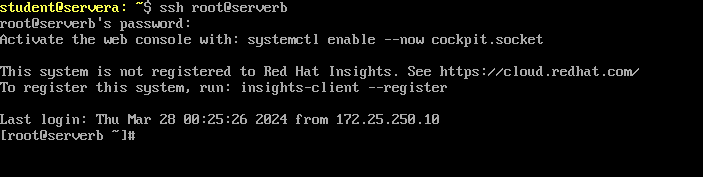 student@servera: ~$ ssh root@serverb
root@serverb's password:
Activate the web console with: systemctl enable --now cockpit.socket
This system is not registered to Red Hat Insights. See https://cloud.redhat.com/
To register this system, run: insights-client --register
Last login: Thu Mar 28 00:25:26 2024 from 172.25.250.10
[root@serverb ~]#